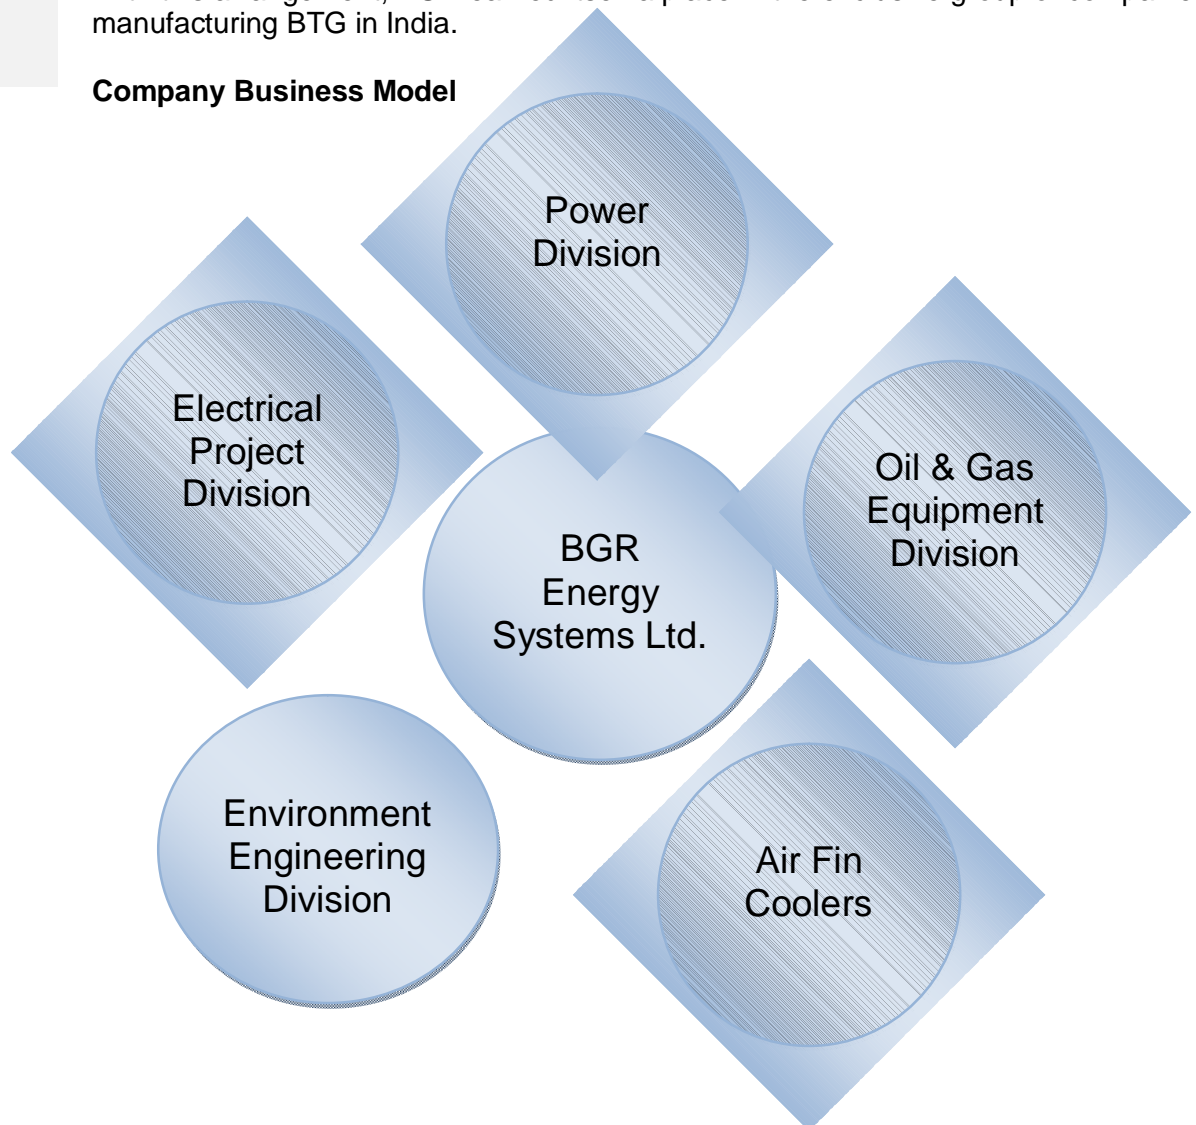 manufacturing BTG in India.
Company Business Model
Power
Division
Electrical
Project
Division
Oil & Gas
Equipment
Division
BGR
Energy
Systems Ltd.
Environment
Engineering
Division
Air Fin
Coolers